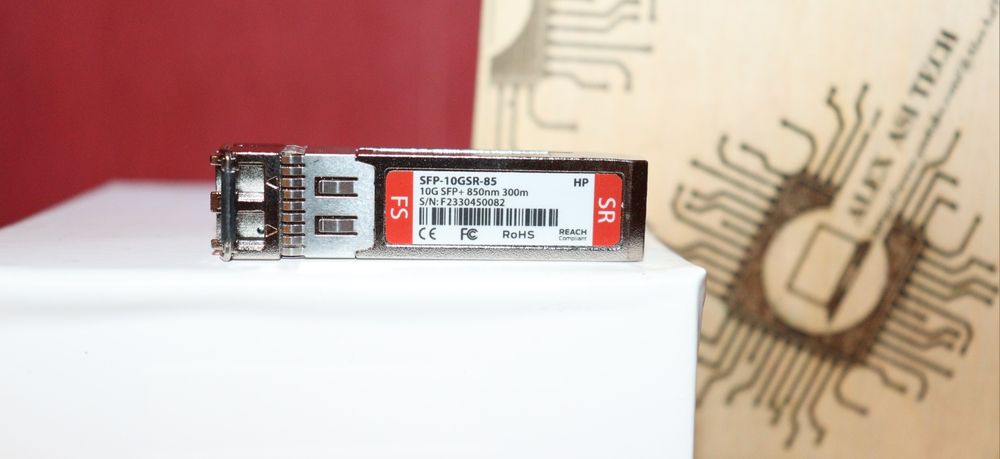 FS
SFP-10GSR-85 HP
10G SFP+ 850nm 300m
S/N: F2330450082
CE FC RoHS REACH
Compliant
SR
ALEX ASI TECH